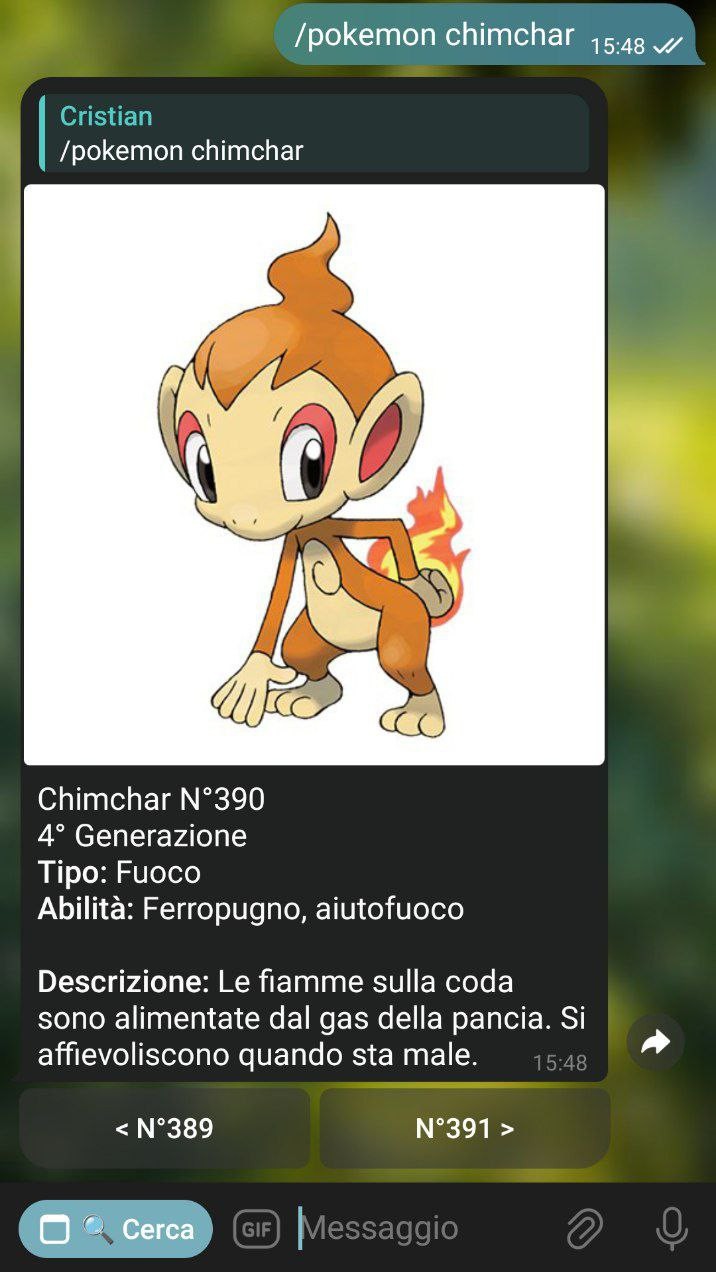 /pokemon chimchar 15:48
Cristian
/pokemon chimchar
Chimchar N°390
4° Generazione
Tipo: Fuoco
Abilità: Ferropugno, aiutofuoco
Descrizione: Le fiamme sulla coda
sono alimentate dal gas della pancia. Si
affievoliscono quando sta male. 15:48
< N°389 N°391 >
Cerca GIF Messaggio